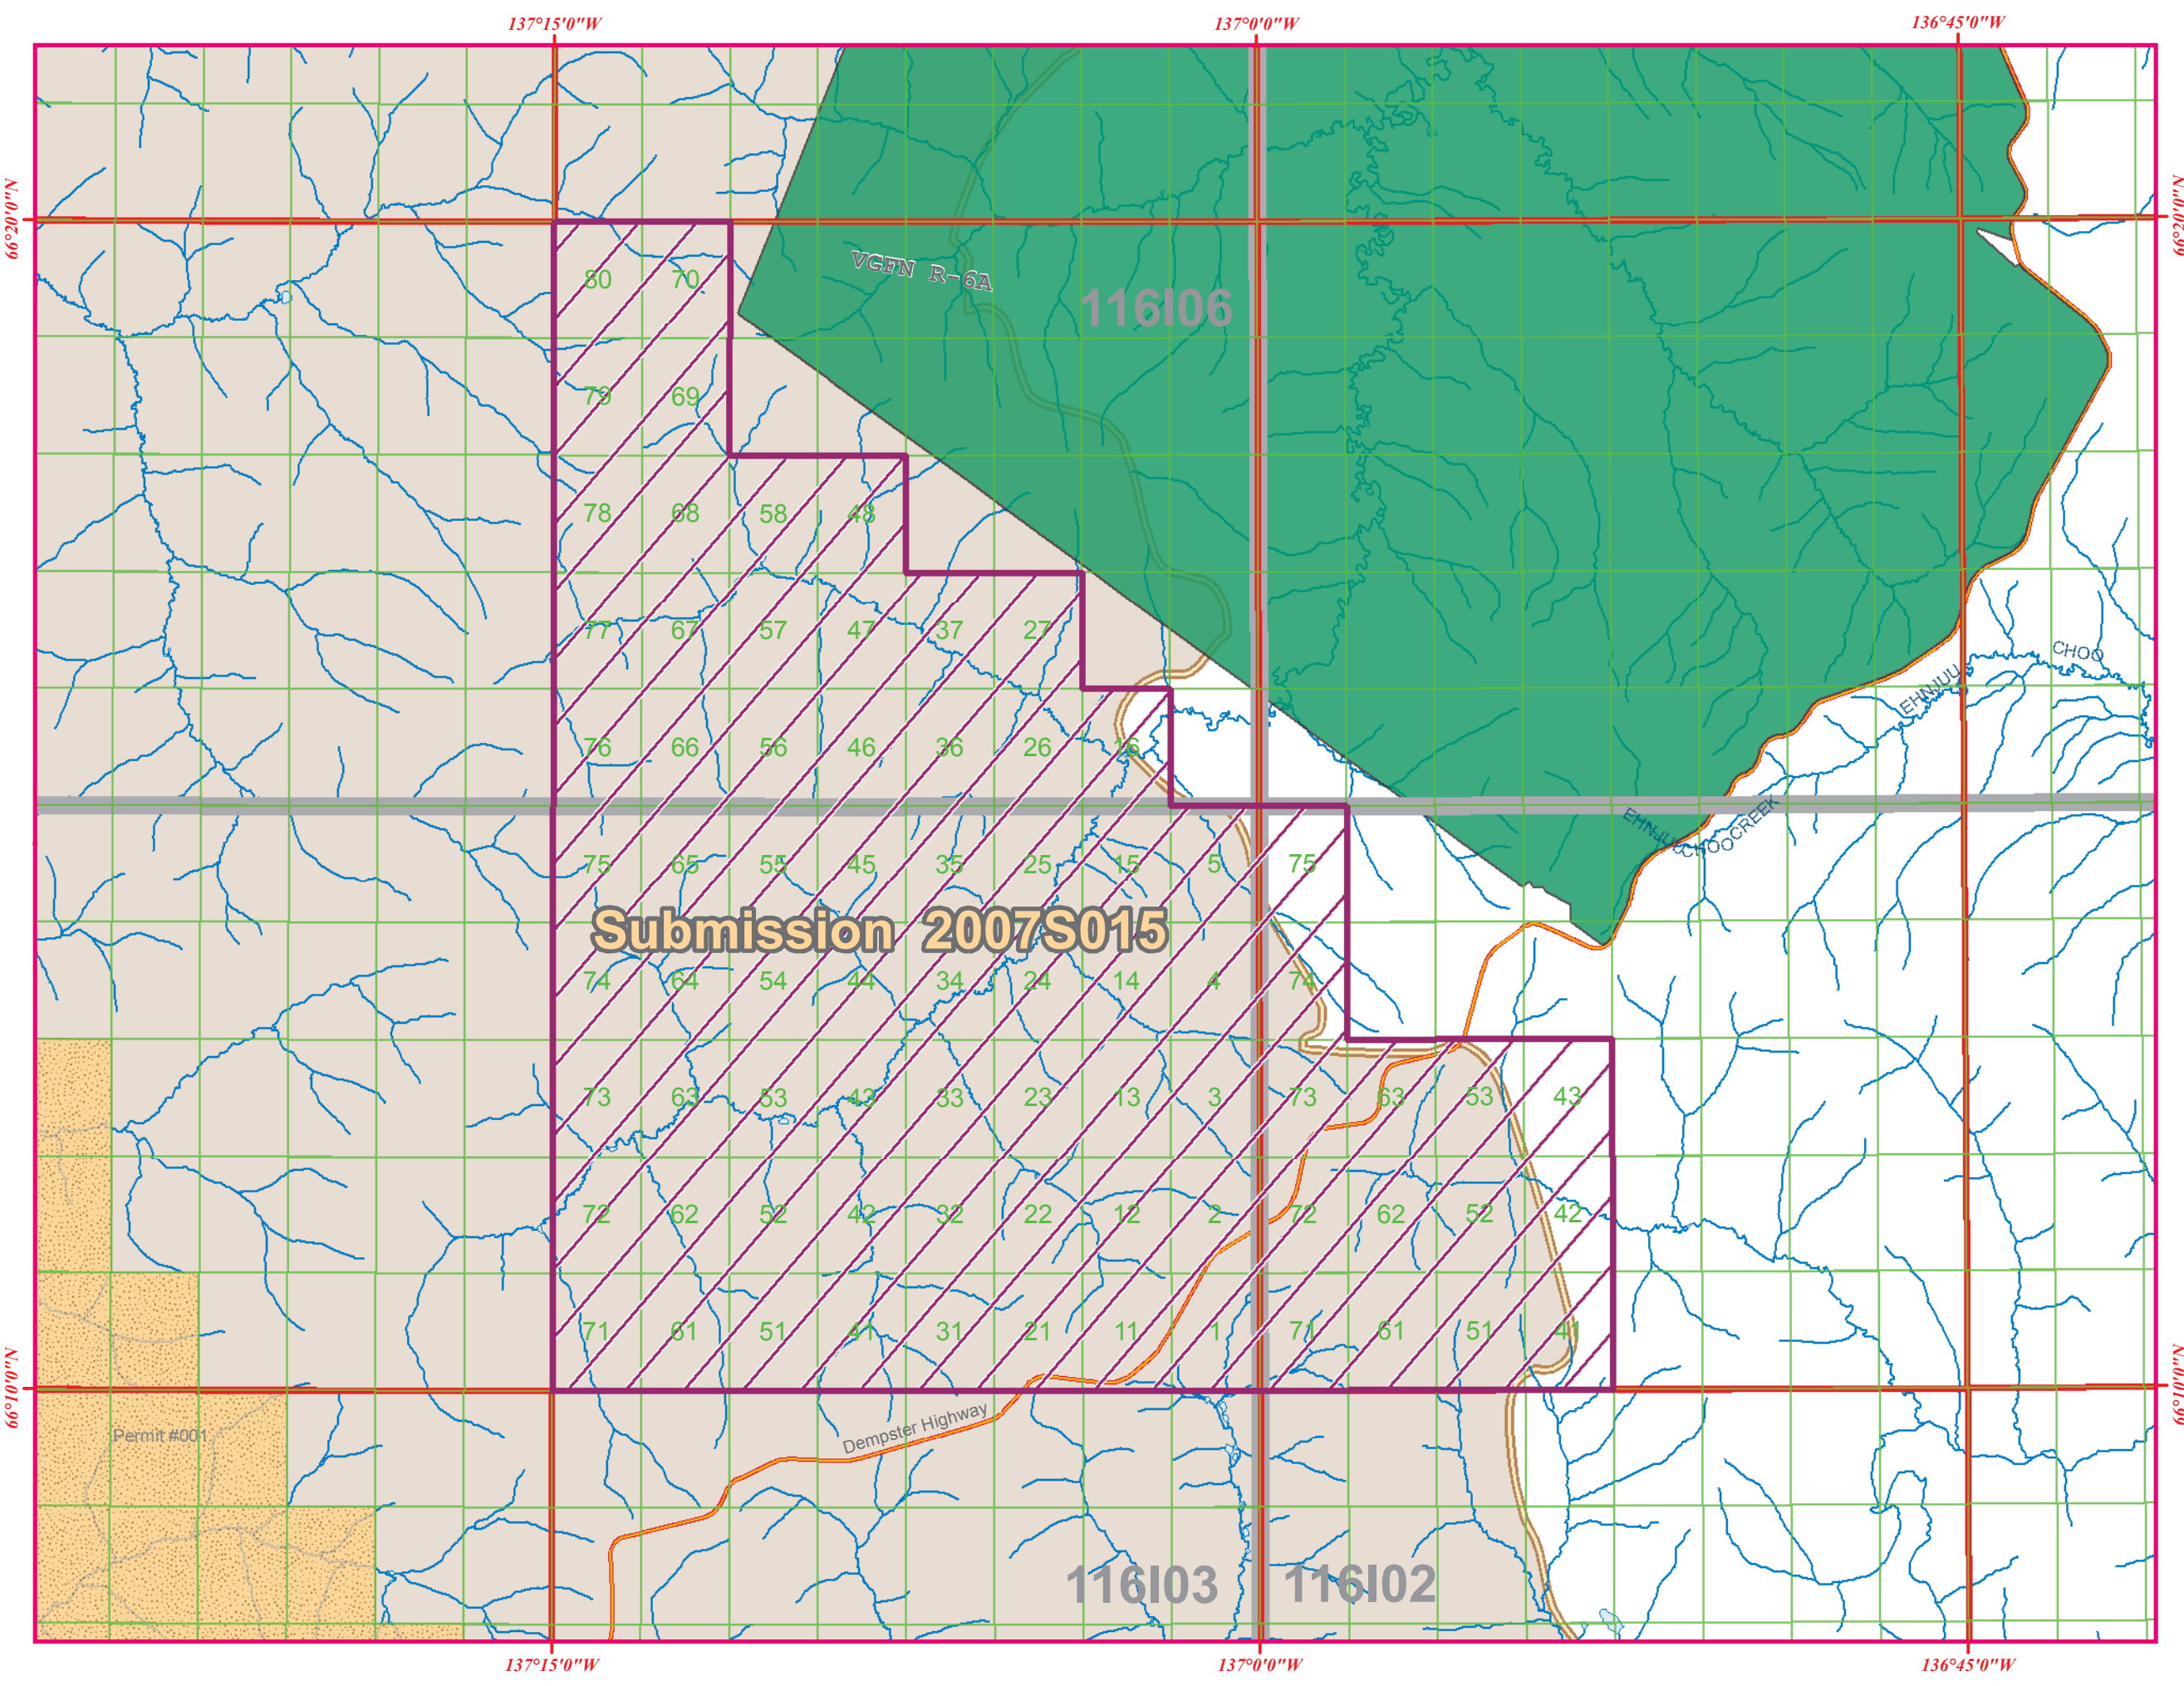 137°15'0"W 137°0'0"W 136°45'0"W
66°20'0"N 66°20'0"N
VGFN R-6A
116I06
80 70
79 69
78 68 58 48
77 67 57 47 37 27
CHOO
EHNJUU
76 66 56 46 36 26 16
EHNJUU CHOO CREEK
75 65 55 45 35 25 15 5 75
Submission 2007S015
74 64 54 44 34 24 14 4 74
73 63 53 43 33 23 13 3 73 63 53 43
72 62 52 42 32 22 12 2 72 62 52 42
71 61 51 41 31 21 11 1 71 61 51 41
66°10'0"N 66°10'0"N
Dempster Highway
Permit #001
116I03 116I02
137°15'0"W 137°0'0"W 136°45'0"W